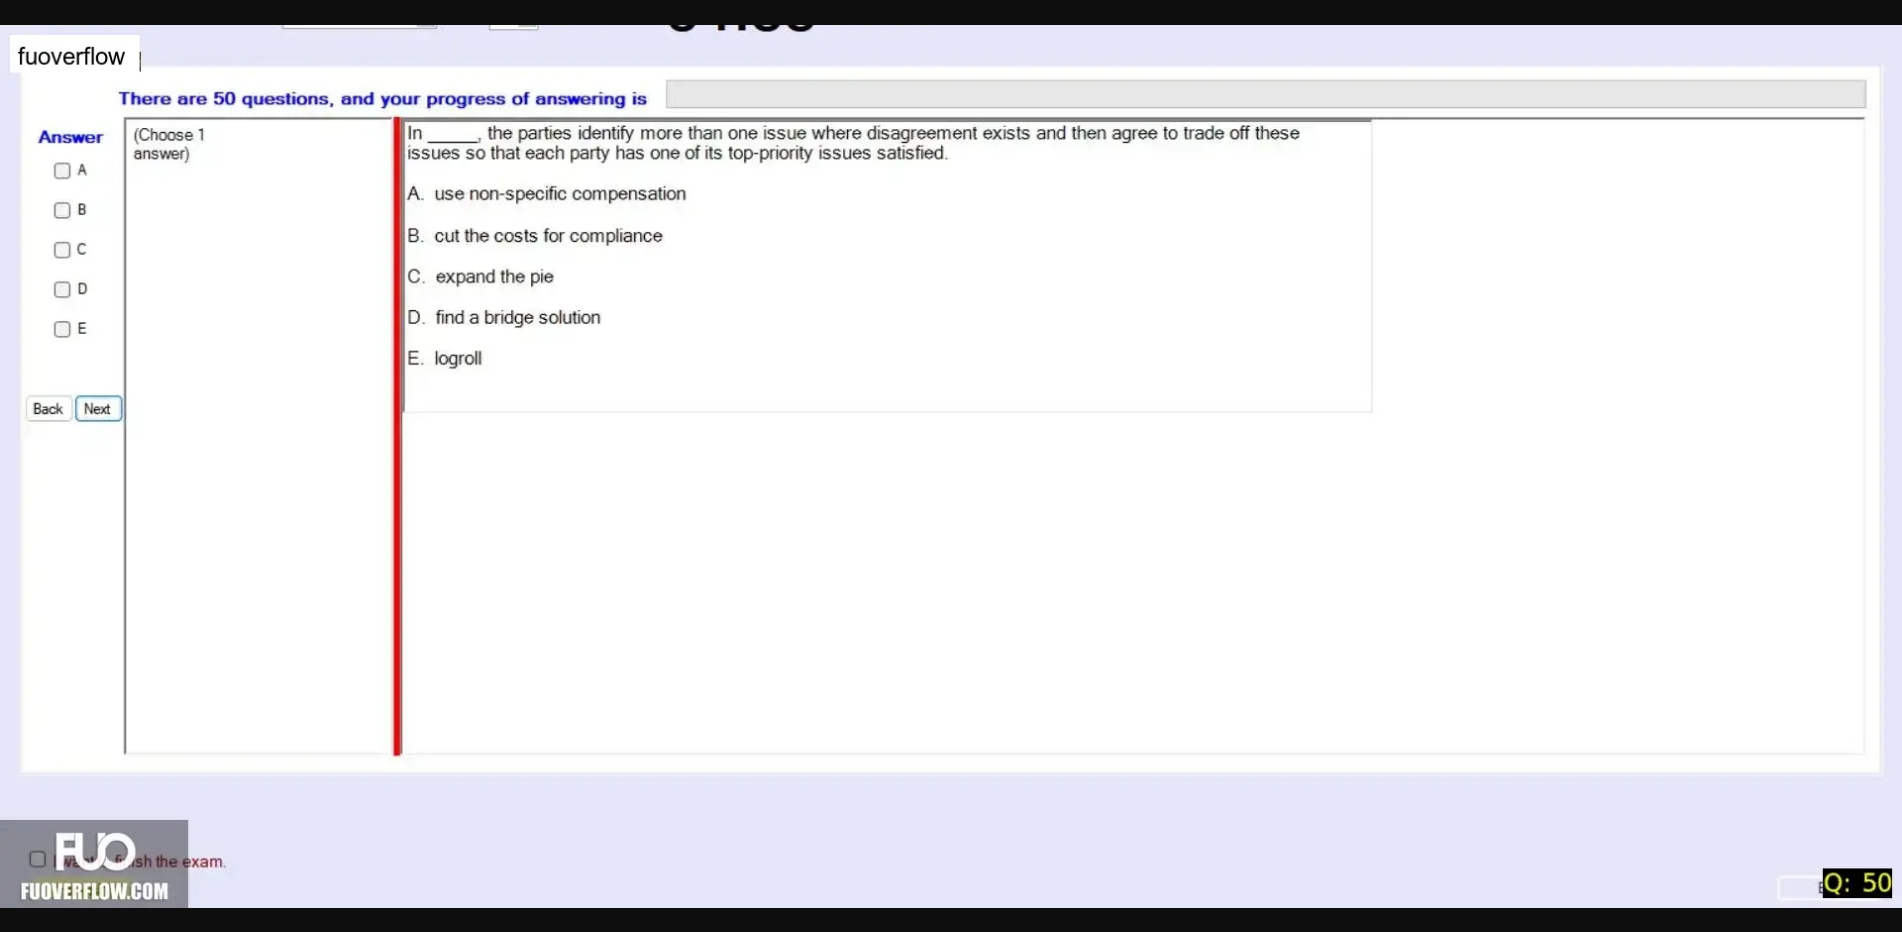 fuoverflow
There are 50 questions, and your progress of answering is
Answer
(Choose 1
answer)
A
B
C
D
E
Back Next
In _____, the parties identify more than one issue where disagreement exists and then agree to trade off these
issues so that each party has one of its top-priority issues satisfied.
A. use non-specific compensation
B. cut the costs for compliance
C. expand the pie
D. find a bridge solution
E. logroll
FUO
the exam.
FUOVERFLOW.COM
Q: 50